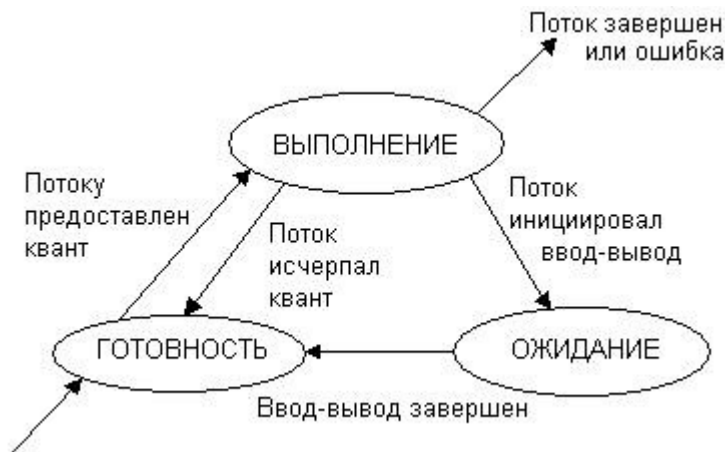 Поток завершен
или ошибка
ВЫПОЛНЕНИЕ
Потоку
предоставлен
квант
Поток
исчерпал
квант
Поток
инициировал
ввод-вывод
ГОТОВНОСТЬ
ОЖИДАНИЕ
Ввод-вывод завершен